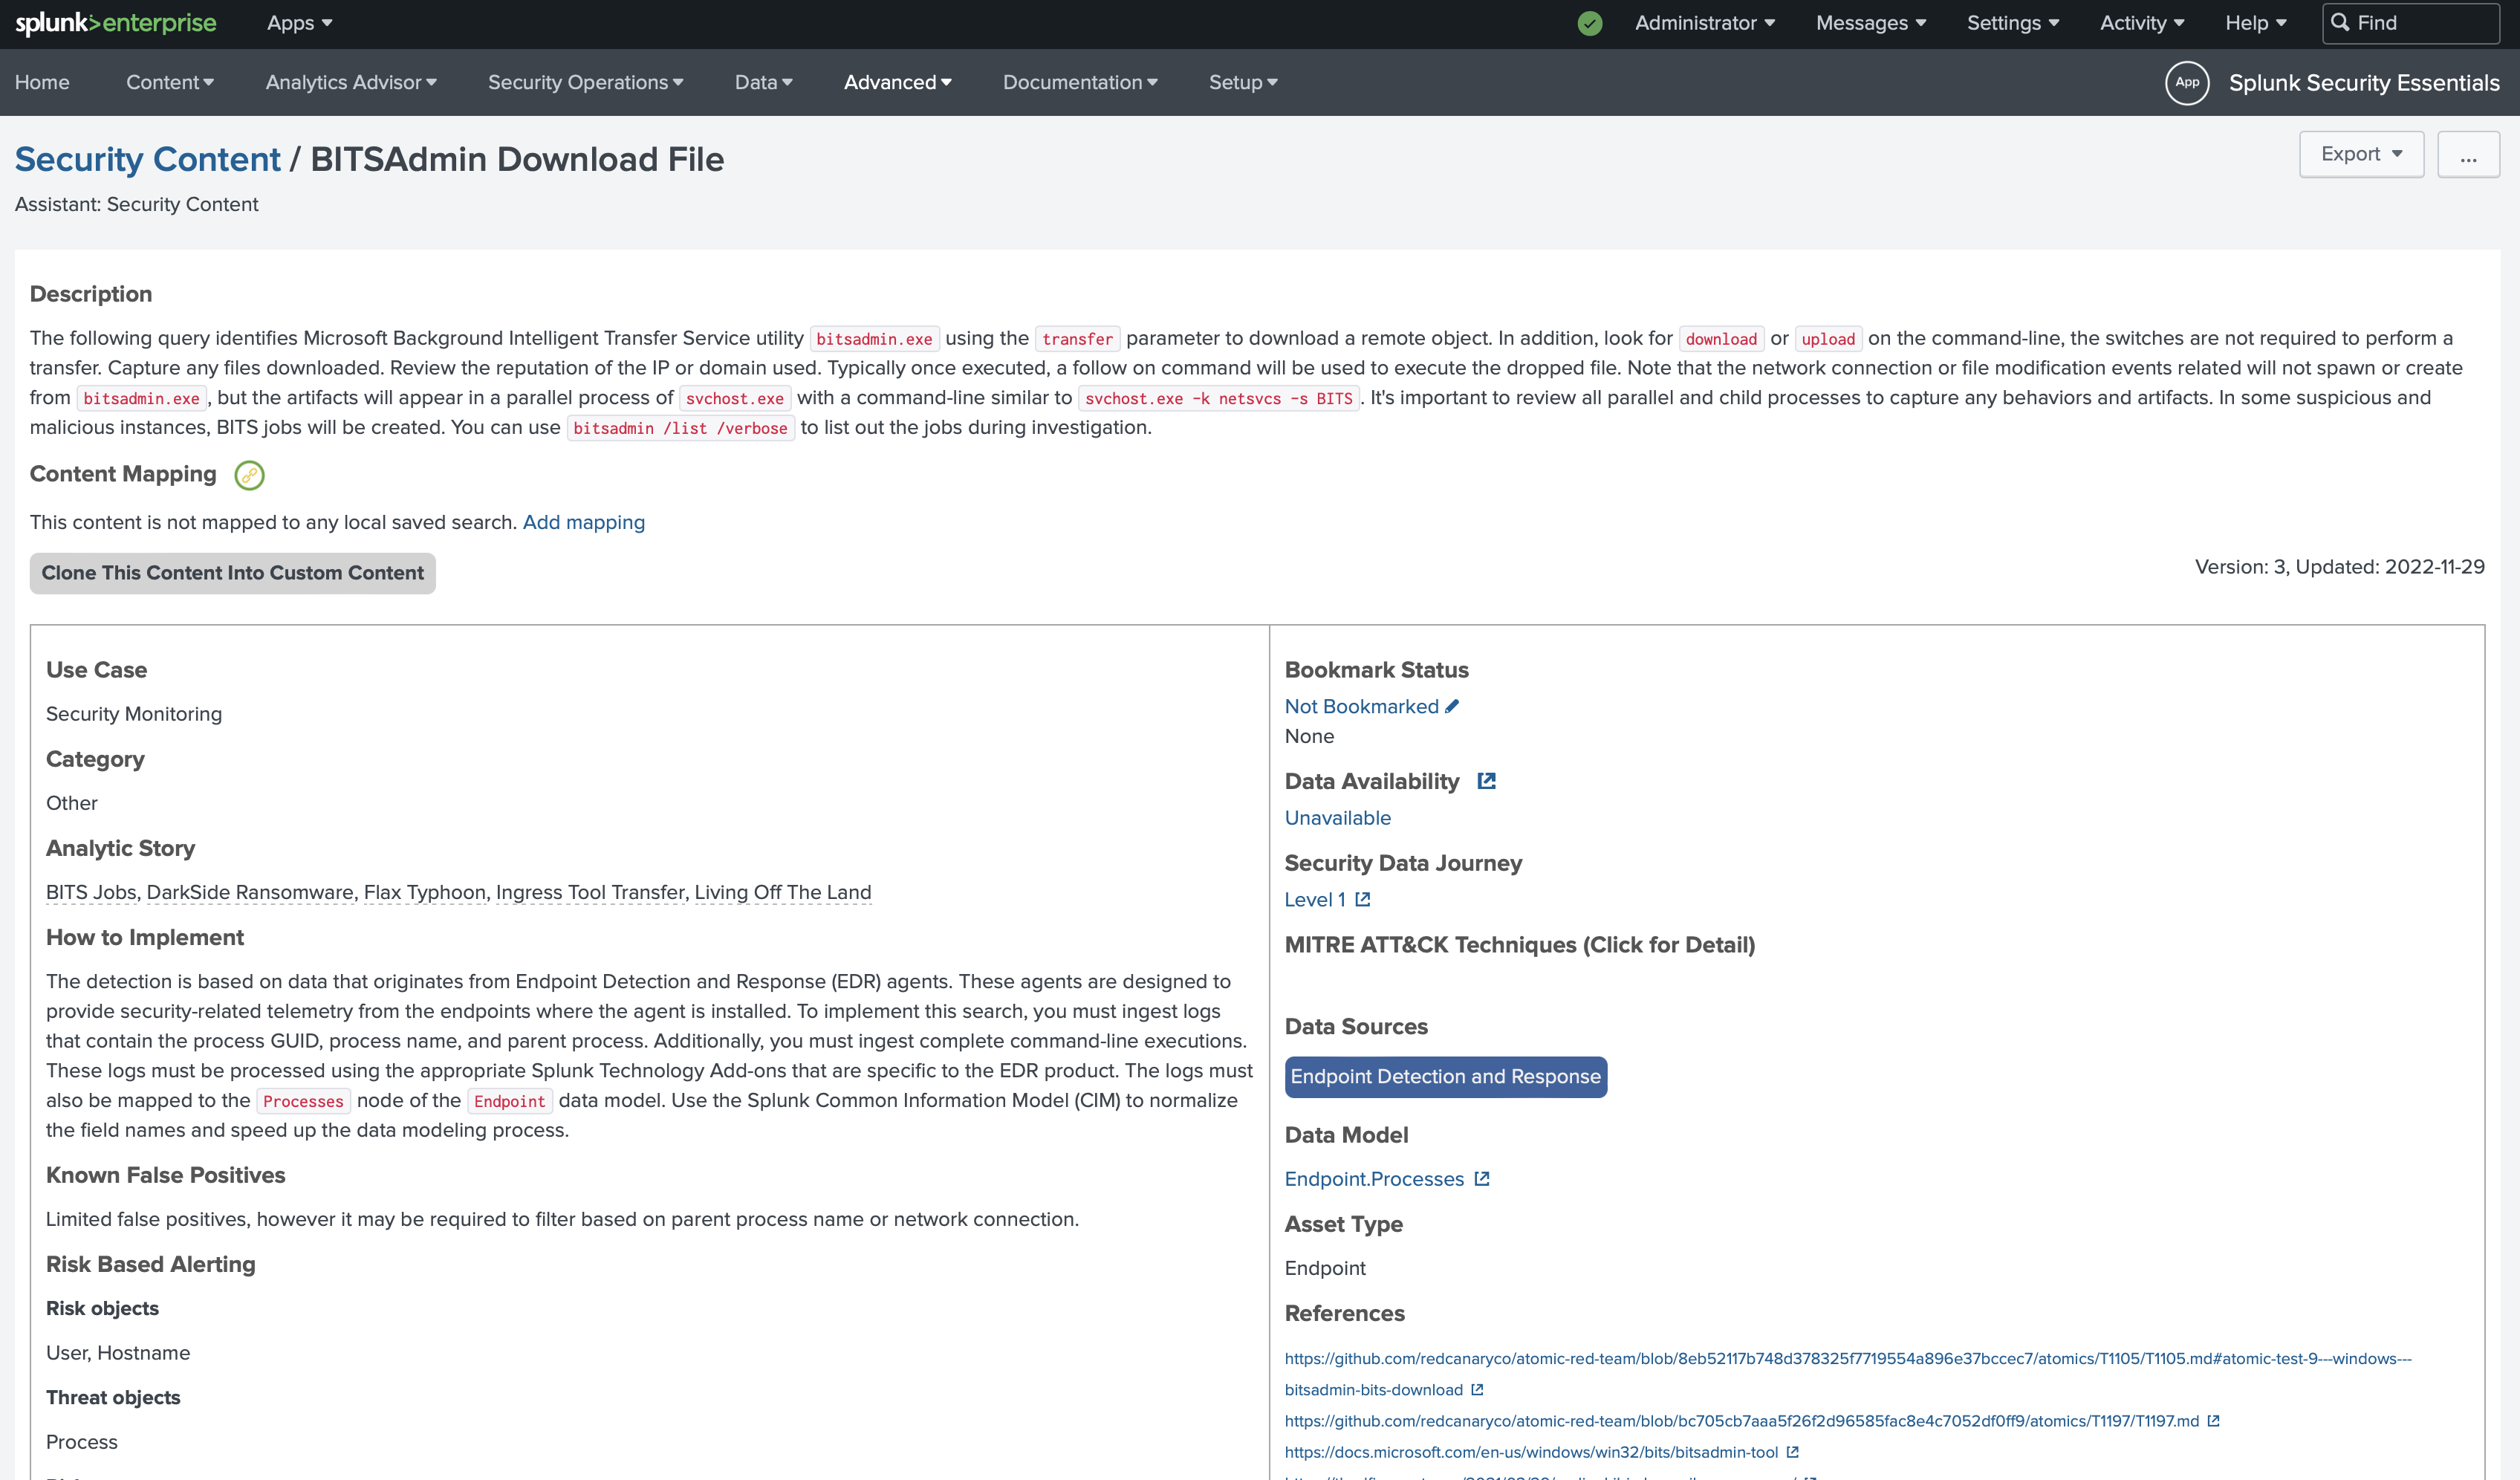 splunk>enterprise Apps Administrator Messages Settings Activity Help Find
Home Content Analytics Advisor Security Operations Data Advanced Documentation Setup App Splunk Security Essentials
Security Content / BITSAdmin Download File Export ...
Assistant: Security Content
Description
The following query identifies Microsoft Background Intelligent Transfer Service utility bitsadmin.exe using the transfer parameter to download a remote object. In addition, look for download or upload on the command-line, the switches are not required to perform a
transfer. Capture any files downloaded. Review the reputation of the IP or domain used. Typically once executed, a follow on command will be used to execute the dropped file. Note that the network connection or file modification events related will not spawn or create
from bitsadmin.exe, but the artifacts will appear in a parallel process of svchost.exe with a command-line similar to svchost.exe -k netsvcs -s BITS. It's important to review all parallel and child processes to capture any behaviors and artifacts. In some suspicious and
malicious instances, BITS jobs will be created. You can use bitsadmin /list /verbose to list out the jobs during investigation.
Content Mapping
This content is not mapped to any local saved search. Add mapping
Clone This Content Into Custom Content
Version: 3, Updated: 2022-11-29
Use Case
Security Monitoring
Category
Other
Analytic Story
BITS Jobs, DarkSide Ransomware, Flax Typhoon, Ingress Tool Transfer, Living Off The Land
How to Implement
The detection is based on data that originates from Endpoint Detection and Response (EDR) agents. These agents are designed to
provide security-related telemetry from the endpoints where the agent is installed. To implement this search, you must ingest logs
that contain the process GUID, process name, and parent process. Additionally, you must ingest complete command-line executions.
These logs must be processed using the appropriate Splunk Technology Add-ons that are specific to the EDR product. The logs must
also be mapped to the Processes node of the Endpoint data model. Use the Splunk Common Information Model (CIM) to normalize
the field names and speed up the data modeling process.
Known False Positives
Limited false positives, however it may be required to filter based on parent process name or network connection.
Risk Based Alerting
Risk objects
User, Hostname
Threat objects
Process
Bookmark Status
Not Bookmarked
None
Data Availability
Unavailable
Security Data Journey
Level 1
MITRE ATT&CK Techniques (Click for Detail)
Data Sources
Endpoint Detection and Response
Data Model
Endpoint.Processes
Asset Type
Endpoint
References
https://github.com/redcanaryco/atomic-red-team/blob/8eb52117b748d378325f7719554a896e37bccec7/atomics/T1105/T1105.md#atomic-test-9---windows---
bitsadmin-bits-download
https://github.com/redcanaryco/atomic-red-team/blob/bc705cb7aaa5f26f2d96585fac8e4c7052df0ff9/atomics/T1197/T1197.md
https://docs.microsoft.com/en-us/windows/win32/bits/bitsadmin-tool